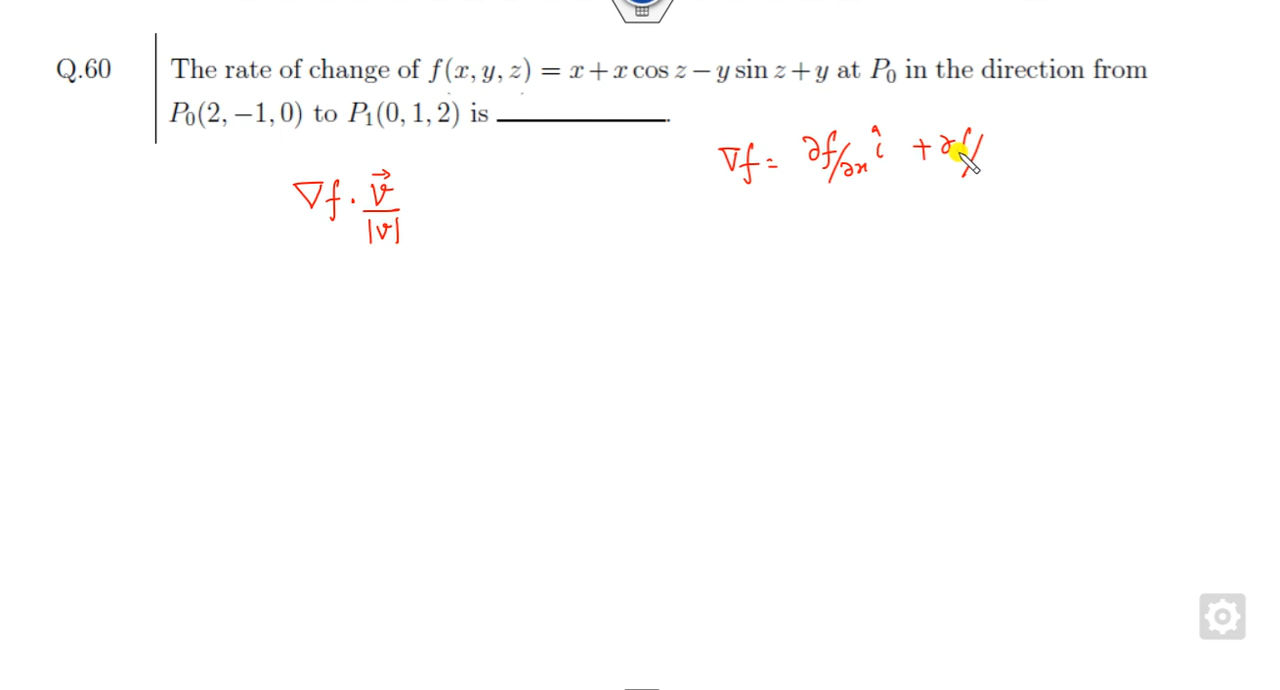 Q.60 The rate of change of f(x, y, z) = x + x cos z − y sin z + y at P₀ in the direction from
P₀(2, −1, 0) to P₁(0, 1, 2) is ____________.
∇f = ∂f/∂x î + ∂f/
∇f · v⃗/|v|